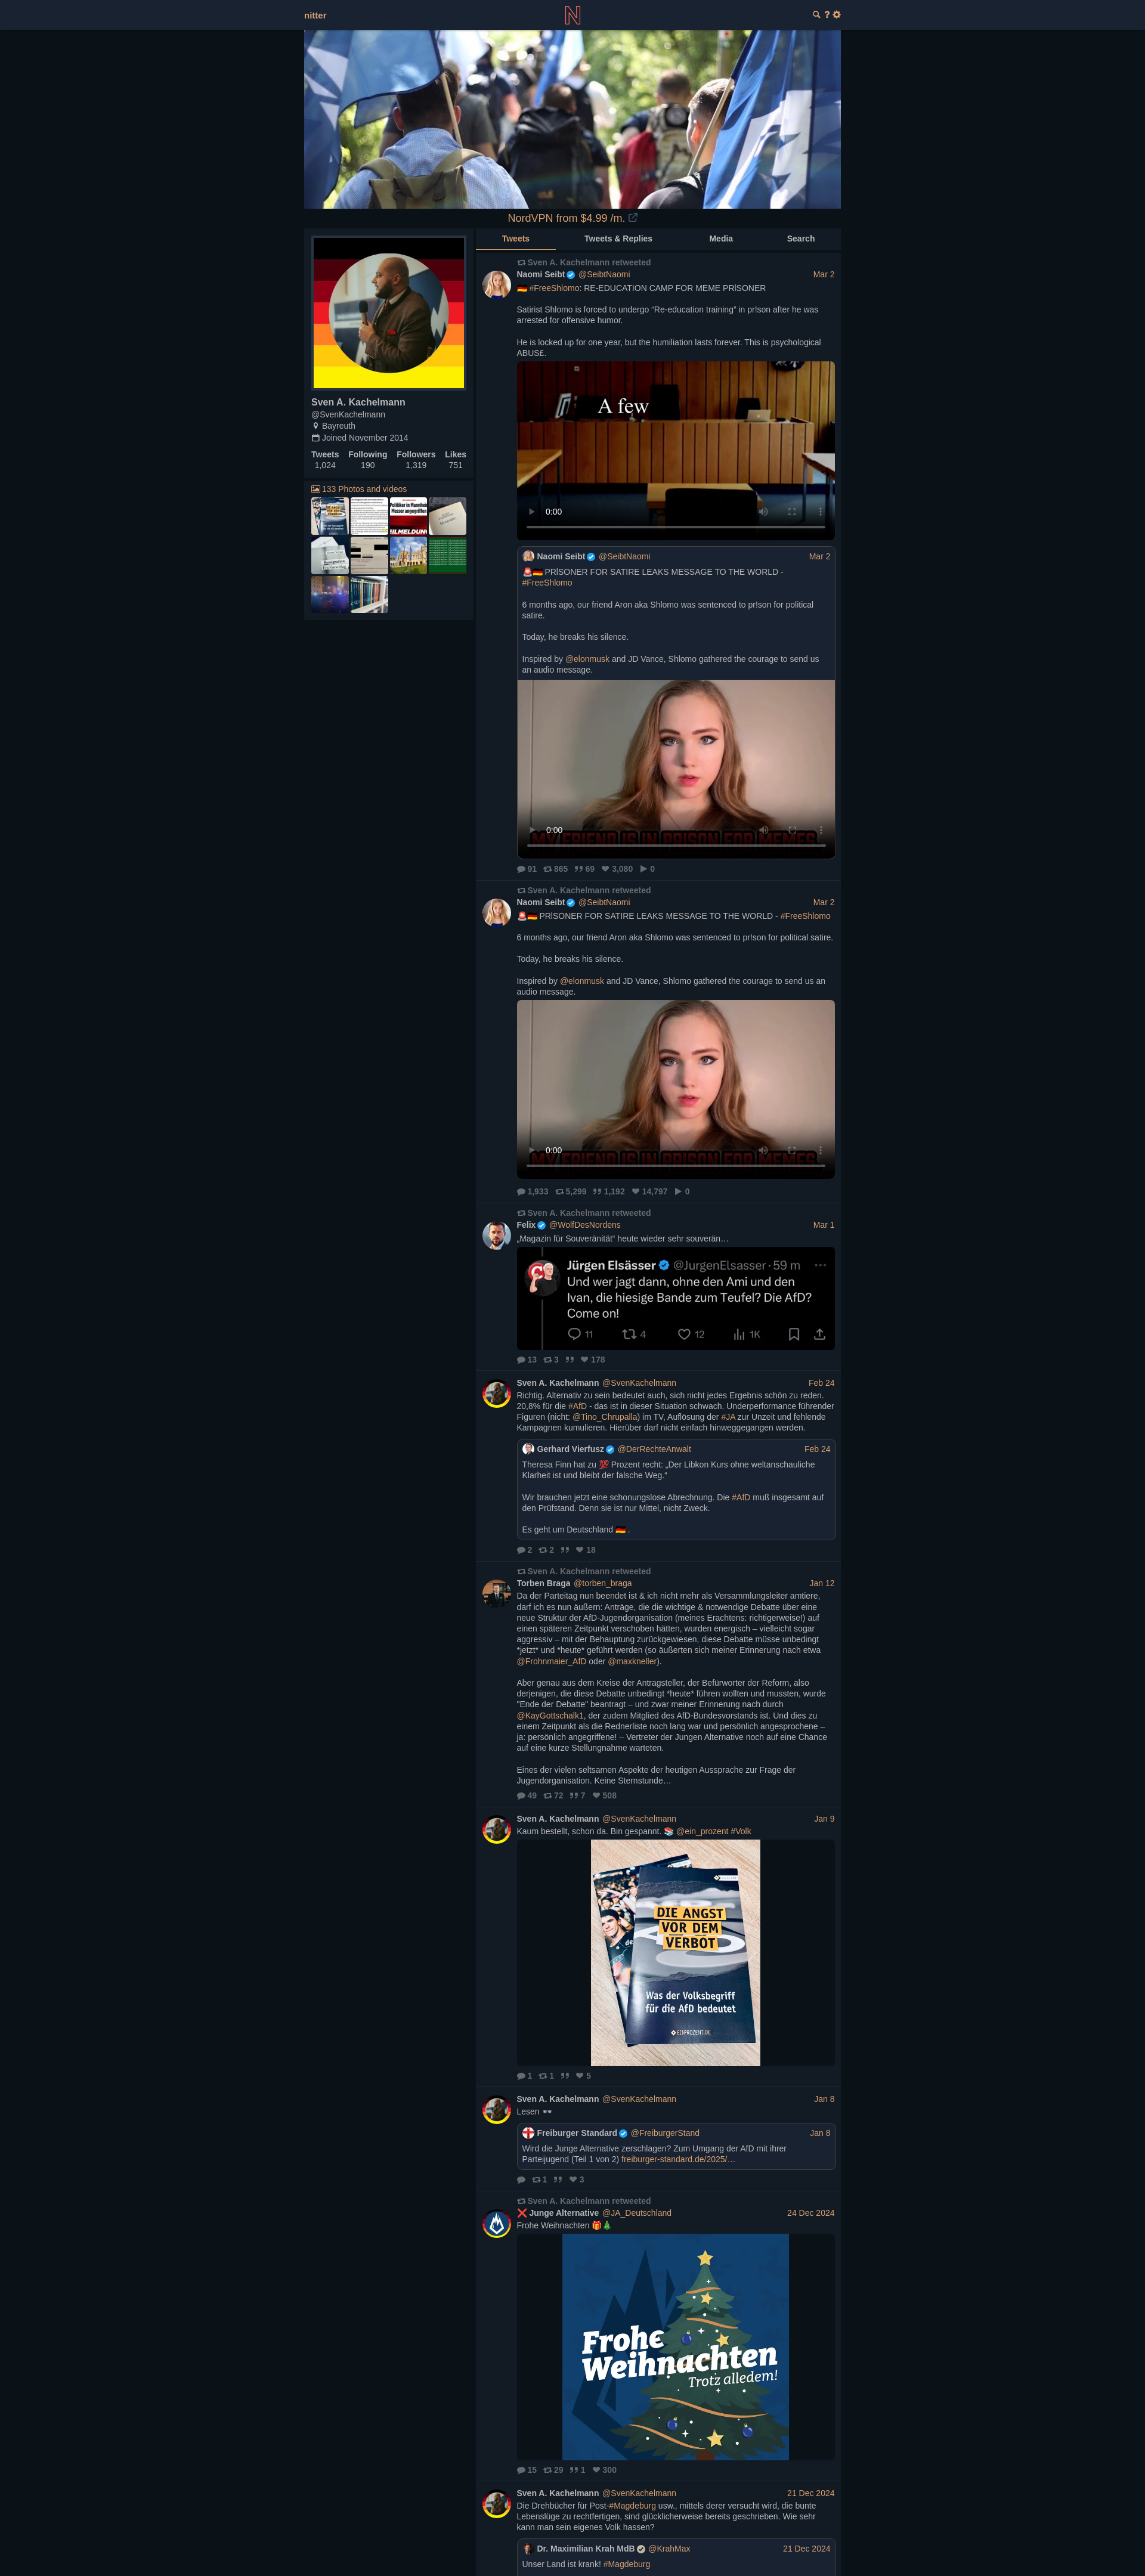 nitter
NordVPN from $4.99 /m.
Sven A. Kachelmann
@SvenKachelmann
Bayreuth
Joined November 2014
Tweets Following Followers Likes
1,024 190 1,319 751
133 Photos and videos
Politiker in Mannheim
Messer angegriffen
EILMELDUNG
Tweets Tweets & Replies Media Search
Sven A. Kachelmann retweeted
Naomi Seibt @SeibtNaomi Mar 2
🇩🇪 #FreeShlomo: RE-EDUCATION CAMP FOR MEME PRİSONER
Satirist Shlomo is forced to undergo "Re-education training" in pr!son after he was
arrested for offensive humor.
He is locked up for one year, but the humiliation lasts forever. This is psychological
ABUS£.
A few
0:00
Naomi Seibt @SeibtNaomi Mar 2
🚨🇩🇪 PRİSONER FOR SATIRE LEAKS MESSAGE TO THE WORLD -
#FreeShlomo
6 months ago, our friend Aron aka Shlomo was sentenced to pr!son for political
satire.
Today, he breaks his silence.
Inspired by @elonmusk and JD Vance, Shlomo gathered the courage to send us
an audio message.
0:00
MY FRIEND IS IN PRISON FOR MEMES
91 865 69 3,080 0
Sven A. Kachelmann retweeted
Naomi Seibt @SeibtNaomi Mar 2
🚨🇩🇪 PRİSONER FOR SATIRE LEAKS MESSAGE TO THE WORLD - #FreeShlomo
6 months ago, our friend Aron aka Shlomo was sentenced to pr!son for political satire.
Today, he breaks his silence.
Inspired by @elonmusk and JD Vance, Shlomo gathered the courage to send us an
audio message.
0:00
MY FRIEND IS IN PRISON FOR MEMES
1,933 5,299 1,192 14,797 0
Sven A. Kachelmann retweeted
Felix @WolfDesNordens Mar 1
„Magazin für Souveränität“ heute wieder sehr souverän…
Jürgen Elsässer @JurgenElsasser · 59 m
Und wer jagt dann, ohne den Ami und den
Ivan, die hiesige Bande zum Teufel? Die AfD?
Come on!
11 4 12 1K
13 3 178
Sven A. Kachelmann @SvenKachelmann Feb 24
Richtig. Alternativ zu sein bedeutet auch, sich nicht jedes Ergebnis schön zu reden.
20,8% für die #AfD - das ist in dieser Situation schwach. Underperformance führender
Figuren (nicht: @Tino_Chrupalla) im TV, Auflösung der #JA zur Unzeit und fehlende
Kampagnen kumulieren. Hierüber darf nicht einfach hinweggegangen werden.
Gerhard Vierfusz @DerRechteAnwalt Feb 24
Theresa Finn hat zu 💯 Prozent recht: „Der Libkon Kurs ohne weltanschauliche
Klarheit ist und bleibt der falsche Weg.“
Wir brauchen jetzt eine schonungslose Abrechnung. Die #AfD muß insgesamt auf
den Prüfstand. Denn sie ist nur Mittel, nicht Zweck.
Es geht um Deutschland 🇩🇪 .
2 2 18
Sven A. Kachelmann retweeted
Torben Braga @torben_braga Jan 12
Da der Parteitag nun beendet ist & ich nicht mehr als Versammlungsleiter amtiere,
darf ich es nun äußern: Anträge, die die wichtige & notwendige Debatte über eine
neue Struktur der AfD-Jugendorganisation (meines Erachtens: richtigerweise!) auf
einen späteren Zeitpunkt verschoben hätten, wurden energisch – vielleicht sogar
aggressiv – mit der Behauptung zurückgewiesen, diese Debatte müsse unbedingt
*jetzt* und *heute* geführt werden (so äußerten sich meiner Erinnerung nach etwa
@Frohnmaier_AfD oder @maxkneller).
Aber genau aus dem Kreise der Antragsteller, der Befürworter der Reform, also
derjenigen, die diese Debatte unbedingt *heute* führen wollten und mussten, wurde
"Ende der Debatte" beantragt – und zwar meiner Erinnerung nach durch
@KayGottschalk1, der zudem Mitglied des AfD-Bundesvorstands ist. Und dies zu
einem Zeitpunkt als die Rednerliste noch lang war und persönlich angesprochene –
ja: persönlich angegriffene! – Vertreter der Jungen Alternative noch auf eine Chance
auf eine kurze Stellungnahme warteten.
Eines der vielen seltsamen Aspekte der heutigen Aussprache zur Frage der
Jugendorganisation. Keine Sternstunde…
49 72 7 508
Sven A. Kachelmann @SvenKachelmann Jan 9
Kaum bestellt, schon da. Bin gespannt. 📚 @ein_prozent #Volk
DIE ANGST
VOR DEM
VERBOT
Was der Volksbegriff
für die AfD bedeutet
EINPROZENT.DE
1 1 5
Sven A. Kachelmann @SvenKachelmann Jan 8
Lesen 👓
Freiburger Standard @FreiburgerStand Jan 8
Wird die Junge Alternative zerschlagen? Zum Umgang der AfD mit ihrer
Parteijugend (Teil 1 von 2) freiburger-standard.de/2025/…
1 3
Sven A. Kachelmann retweeted
❌ Junge Alternative @JA_Deutschland 24 Dec 2024
Frohe Weihnachten 🎁🎄
Frohe
Weihnachten
Trotz alledem!
15 29 1 300
Sven A. Kachelmann @SvenKachelmann 21 Dec 2024
Die Drehbücher für Post-#Magdeburg usw., mittels derer versucht wird, die bunte
Lebenslüge zu rechtfertigen, sind glücklicherweise bereits geschrieben. Wie sehr
kann man sein eigenes Volk hassen?
Dr. Maximilian Krah MdB @KrahMax 21 Dec 2024
Unser Land ist krank! #Magdeburg